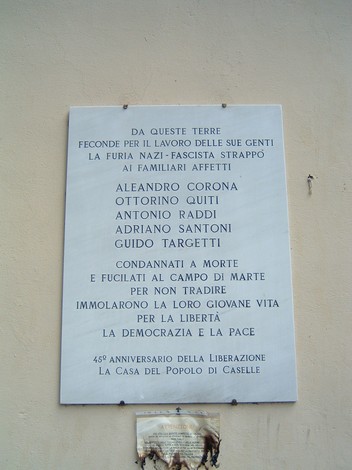 DA QUESTE TERRE
FECONDE PER IL LAVORO DELLE SUE GENTI
LA FURIA NAZI-FASCISTA STRAPPÒ
AI FAMILIARI AFFETTI
ALEANDRO CORONA
OTTORINO QUITI
ANTONIO RADDI
ADRIANO SANTONI
GUIDO TARGETTI
CONDANNATI A MORTE
E FUCILATI AL CAMPO DI MARTE
PER NON TRADIRE
IMMOLARONO LA LORO GIOVANE VITA
PER LA LIBERTÀ
LA DEMOCRAZIA E LA PACE
45º ANNIVERSARIO DELLA LIBERAZIONE
LA CASA DEL POPOLO DI CASELLE